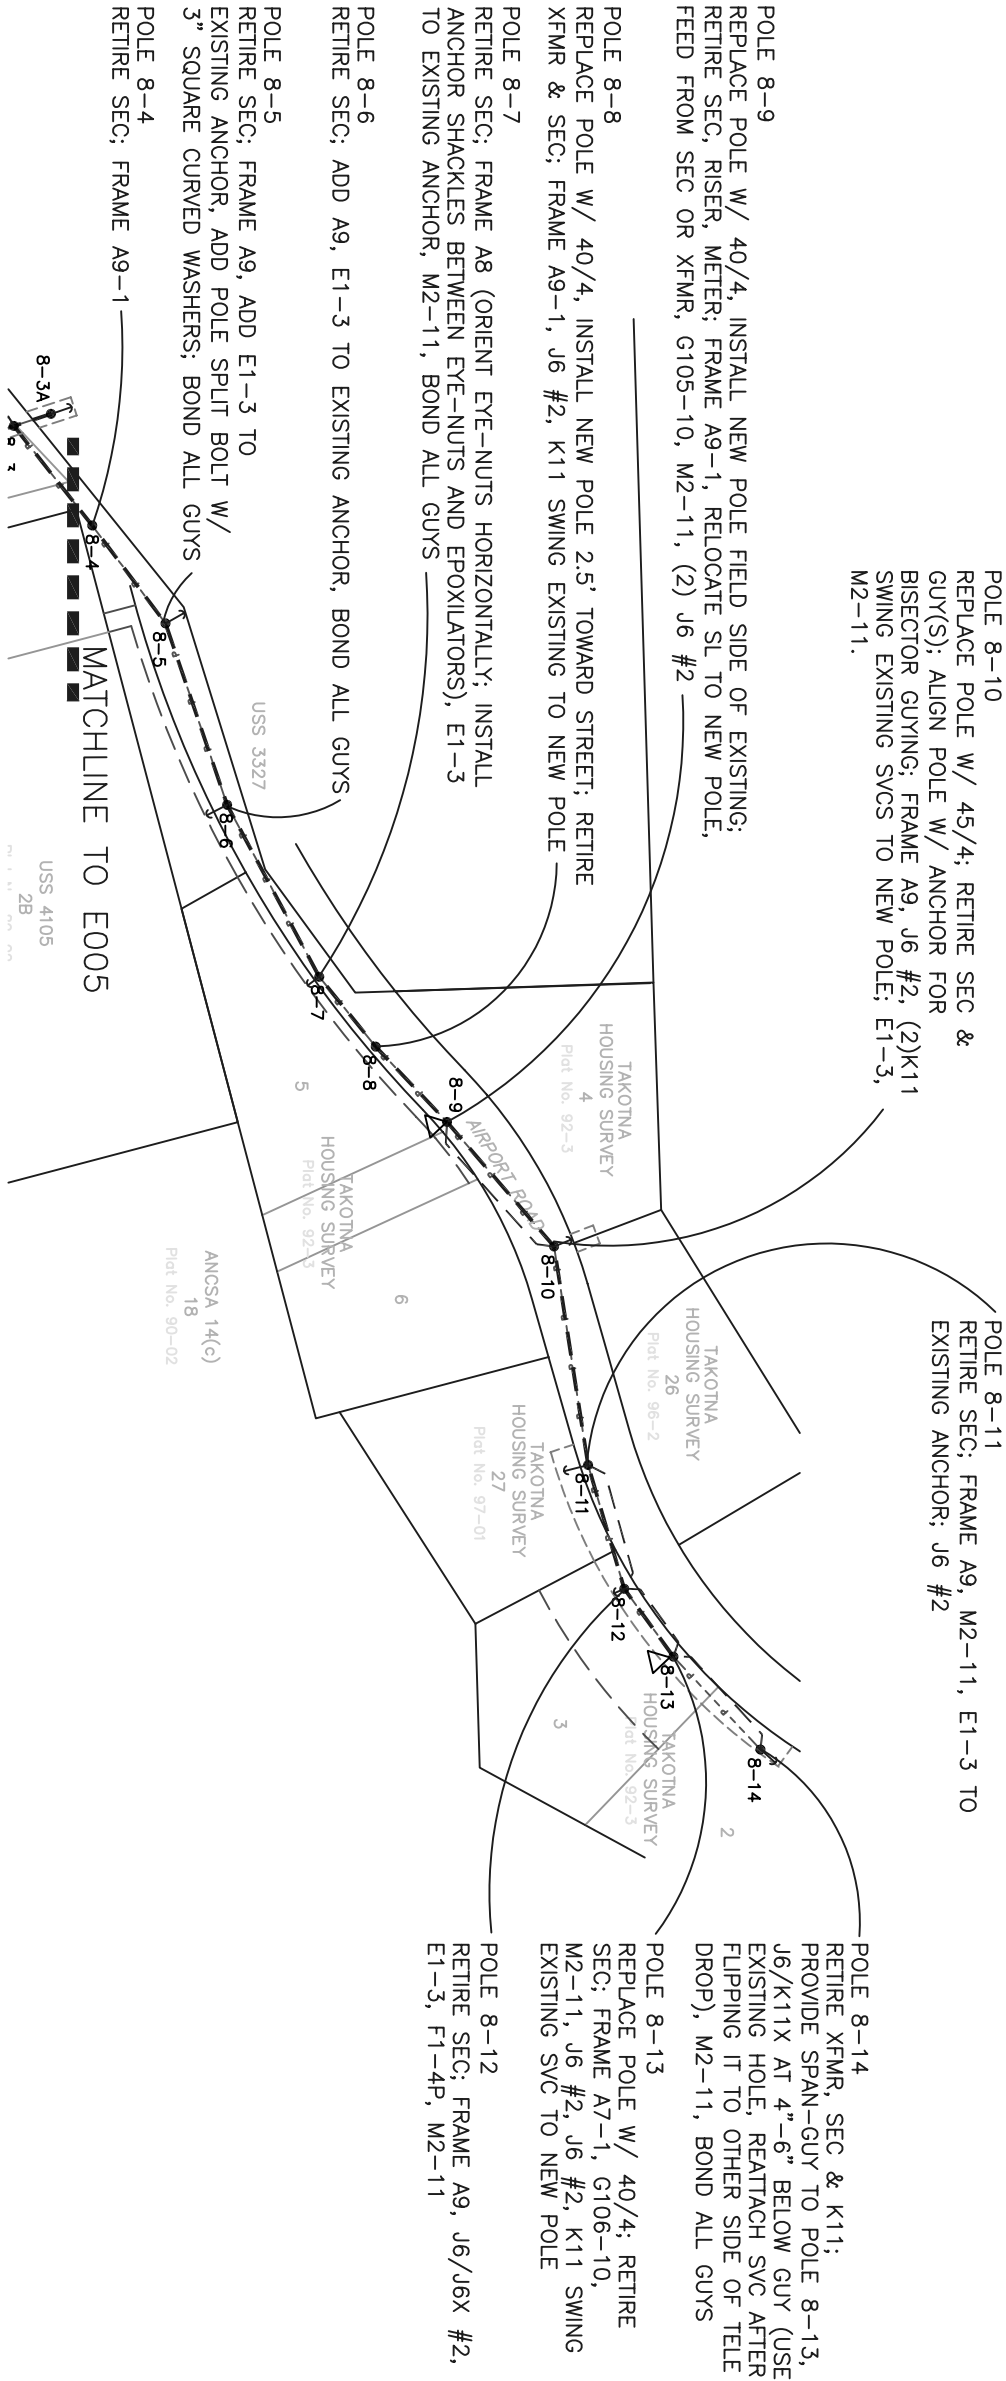 POLE 8-9
REPLACE POLE W/ 40/4, INSTALL NEW POLE FIELD SIDE OF EXISTING;
RETIRE SEC, RISER, METER; FRAME A9-1, RELOCATE SL TO NEW POLE,
FEED FROM SEC OR XFMR, G105-10, M2-11, (2) J6 #2
POLE 8-8
REPLACE POLE W/ 40/4, INSTALL NEW POLE 2.5' TOWARD STREET; RETIRE
XFMR & SEC; FRAME A9-1, J6 #2, K11 SWING EXISTING TO NEW POLE
POLE 8-7
RETIRE SEC; FRAME A8 (ORIENT EYE-NUTS HORIZONTALLY; INSTALL
ANCHOR SHACKLES BETWEEN EYE-NUTS AND EPOXILATORS), E1-3
TO EXISTING ANCHOR, M2-11, BOND ALL GUYS
POLE 8-6
RETIRE SEC; ADD A9, E1-3 TO EXISTING ANCHOR, BOND ALL GUYS
POLE 8-5
RETIRE SEC; FRAME A9, ADD E1-3 TO
EXISTING ANCHOR, ADD POLE SPLIT BOLT W/
3" SQUARE CURVED WASHERS; BOND ALL GUYS
POLE 8-4
RETIRE SEC; FRAME A9-1
POLE 8-10
REPLACE POLE W/ 45/4; RETIRE SEC &
GUY(S); ALIGN POLE W/ ANCHOR FOR
BISECTOR GUYING; FRAME A9, J6 #2, (2)K11
SWING EXISTING SVCS TO NEW POLE; E1-3,
M2-11.
POLE 8-11
RETIRE SEC; FRAME A9, M2-11, E1-3 TO
EXISTING ANCHOR; J6 #2
POLE 8-14
RETIRE XFMR, SEC & K11;
PROVIDE SPAN-GUY TO POLE 8-13,
J6/K11X AT 4"-6" BELOW GUY (USE
EXISTING HOLE, REATTACH SVC AFTER
FLIPPING IT TO OTHER SIDE OF TELE
DROP), M2-11, BOND ALL GUYS
POLE 8-13
REPLACE POLE W/ 40/4; RETIRE
SEC; FRAME A7-1, G106-10,
M2-11, J6 #2, J6 #2, K11 SWING
EXISTING SVC TO NEW POLE
POLE 8-12
RETIRE SEC; FRAME A9, J6/J6X #2,
E1-3, F1-4P, M2-11
8-3A
8-4
8-5
8-6
8-7
8-8
8-9
8-10
8-11
8-12
8-13
8-14
MATCHLINE TO E005
USS 3327
USS 4105
2B
AIRPORT ROAD
TAKOTNA
HOUSING SURVEY
4
Plat No. 92-3
5
TAKOTNA
HOUSING SURVEY
Plat No. 92-3
6
ANCSA 14(c)
18
Plat No. 90-02
TAKOTNA
HOUSING SURVEY
26
Plat No. 96-2
TAKOTNA
HOUSING SURVEY
27
Plat No. 97-01
3
TAKOTNA
HOUSING SURVEY
Plat No. 92-3
2